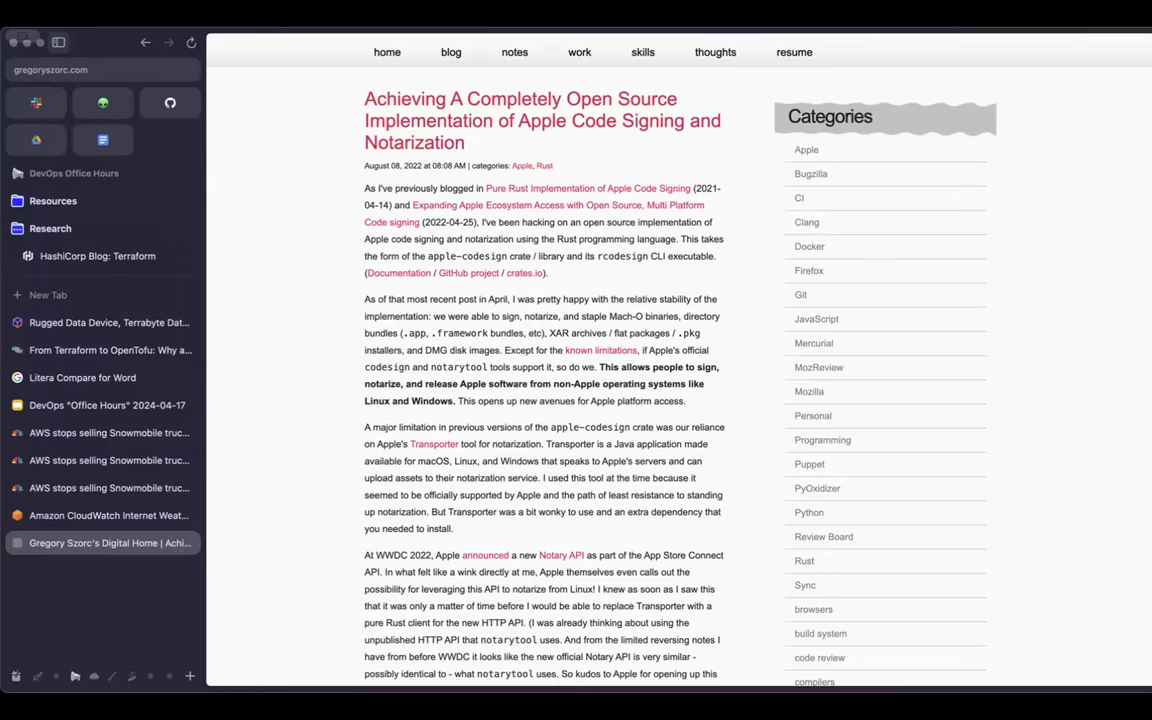 gregoryszorc.com
DevOps Office Hours
Resources
Research
HashiCorp Blog: Terraform
New Tab
Rugged Data Device, Terrabyte Dat...
From Terraform to OpenTofu: Why a...
Litera Compare for Word
DevOps "Office Hours" 2024-04-17
AWS stops selling Snowmobile truc...
AWS stops selling Snowmobile truc...
AWS stops selling Snowmobile truc...
Amazon CloudWatch Internet Weat...
Gregory Szorc's Digital Home | Achi...
home blog notes work skills thoughts resume
Achieving A Completely Open Source
Implementation of Apple Code Signing and
Notarization
August 08, 2022 at 08:08 AM | categories: Apple, Rust
As I've previously blogged in Pure Rust Implementation of Apple Code Signing (2021-
04-14) and Expanding Apple Ecosystem Access with Open Source, Multi Platform
Code signing (2022-04-25), I've been hacking on an open source implementation of
Apple code signing and notarization using the Rust programming language. This takes
the form of the apple-codesign crate / library and its rcodesign CLI executable.
(Documentation / GitHub project / crates.io).
As of that most recent post in April, I was pretty happy with the relative stability of the
implementation: we were able to sign, notarize, and staple Mach-O binaries, directory
bundles (.app, .framework bundles, etc), XAR archives / flat packages / .pkg
installers, and DMG disk images. Except for the known limitations, if Apple's official
codesign and notarytool tools support it, so do we. This allows people to sign,
notarize, and release Apple software from non-Apple operating systems like
Linux and Windows. This opens up new avenues for Apple platform access.
A major limitation in previous versions of the apple-codesign crate was our reliance
on Apple's Transporter tool for notarization. Transporter is a Java application made
available for macOS, Linux, and Windows that speaks to Apple's servers and can
upload assets to their notarization service. I used this tool at the time because it
seemed to be officially supported by Apple and the path of least resistance to standing
up notarization. But Transporter was a bit wonky to use and an extra dependency that
you needed to install.
At WWDC 2022, Apple announced a new Notary API as part of the App Store Connect
API. In what felt like a wink directly at me, Apple themselves even calls out the
possibility for leveraging this API to notarize from Linux! I knew as soon as I saw this
that it was only a matter of time before I would be able to replace Transporter with a
pure Rust client for the new HTTP API. (I was already thinking about using the
unpublished HTTP API that notarytool uses. And from the limited reversing notes I
have from before WWDC it looks like the new official Notary API is very similar -
possibly identical to - what notarytool uses. So kudos to Apple for opening up this
Categories
Apple
Bugzilla
CI
Clang
Docker
Firefox
Git
JavaScript
Mercurial
MozReview
Mozilla
Personal
Programming
Puppet
PyOxidizer
Python
Review Board
Rust
Sync
browsers
build system
code review
compilers